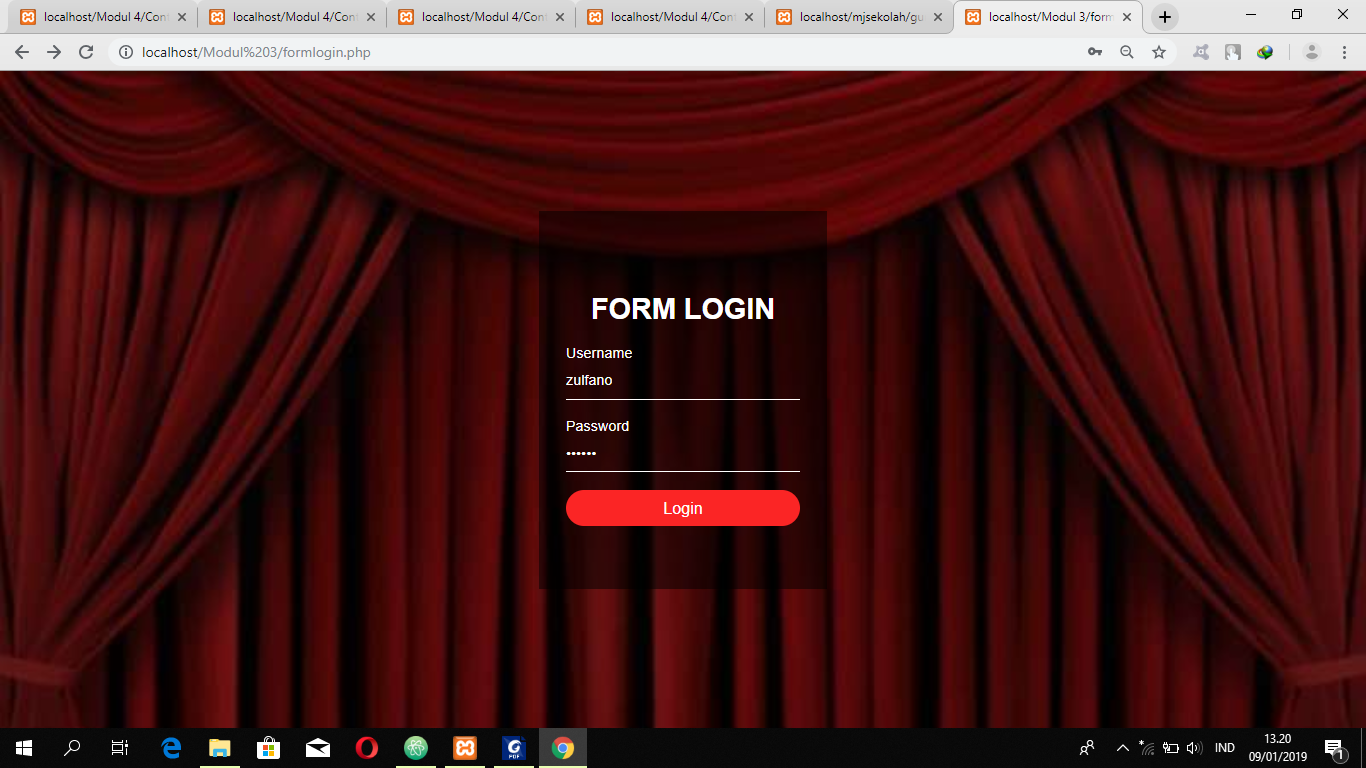 localhost/Modul 4/Cont
localhost/Modul 4/Cont
localhost/Modul 4/Cont
localhost/Modul 4/Cont
localhost/mjsekolah/gu
localhost/Modul 3/form
localhost/Modul%203/formlogin.php
FORM LOGIN
Username
zulfano
Password
••••••
Login
IND
13.20
09/01/2019
1